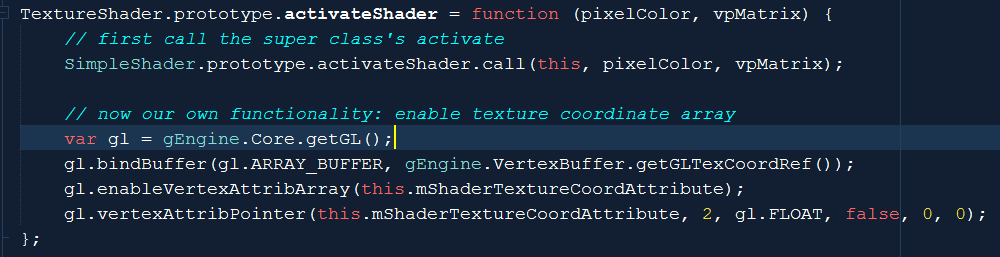 TextureShader.prototype.activateShader = function (pixelColor, vpMatrix) {
// first call the super class's activate
SimpleShader.prototype.activateShader.call(this, pixelColor, vpMatrix);
// now our own functionality: enable texture coordinate array
var gl = gEngine.Core.getGL();
gl.bindBuffer(gl.ARRAY_BUFFER, gEngine.VertexBuffer.getGLTexCoordRef());
gl.enableVertexAttribArray(this.mShaderTextureCoordAttribute);
gl.vertexAttribPointer(this.mShaderTextureCoordAttribute, 2, gl.FLOAT, false, 0, 0);
};